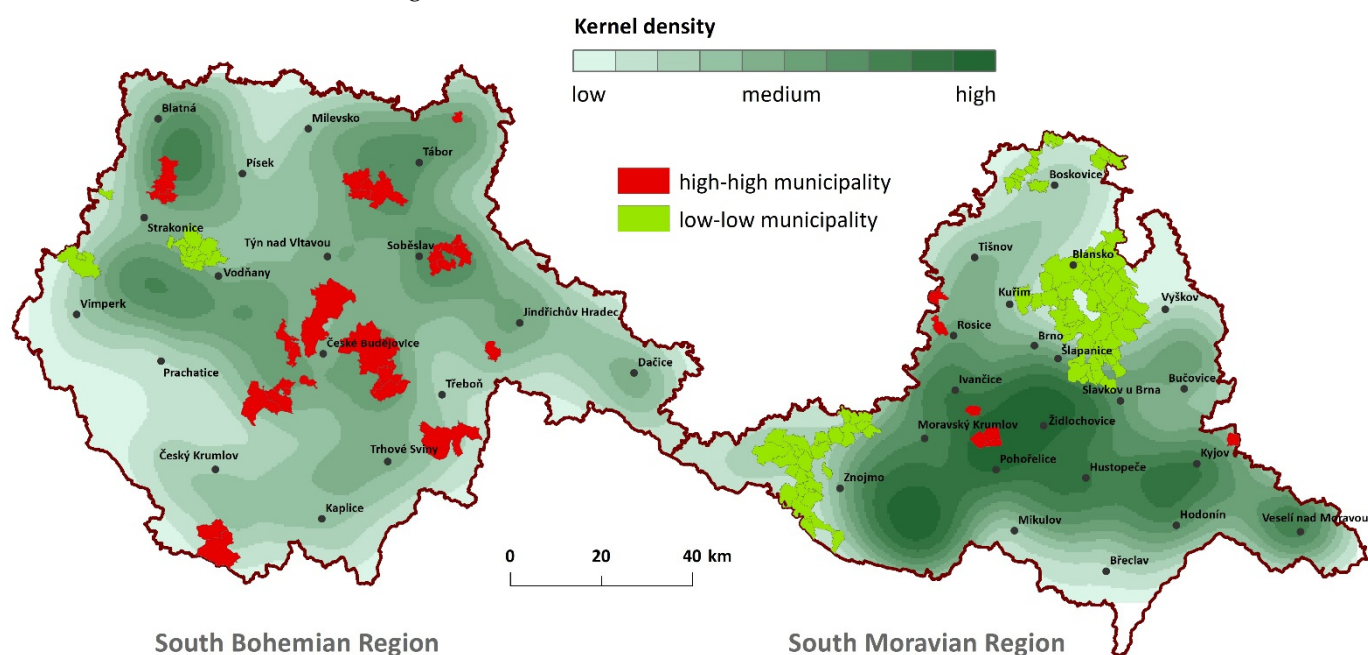 Kernel density
low medium high
high-high municipality
low-low municipality
Blatná
Milevsko
Tábor
Písek
Strakonice
Týn nad Vltavou
Soběslav
Vodňany
Vimperk
Jindřichův Hradec
České Budějovice
Prachatice
Dačice
Třeboň
Český Krumlov
Trhové Sviny
Kaplice
Boskovice
Tišnov
Blansko
Kuřim
Vyškov
Rosice
Brno
Šlapanice
Ivančice
Slavkov u Brna
Bučovice
Moravský Krumlov
Židlochovice
Pohořelice
Hustopeče
Kyjov
Znojmo
Mikulov
Hodonín
Veselí nad Moravou
Břeclav
0 20 40 km
South Bohemian Region
South Moravian Region